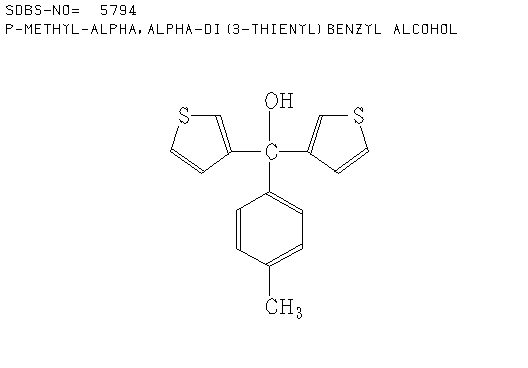 SDBS-NO= 5794
P-METHYL-ALPHA,ALPHA-DI(3-THIENYL)BENZYL ALCOHOL
OH
S S
C
CH3